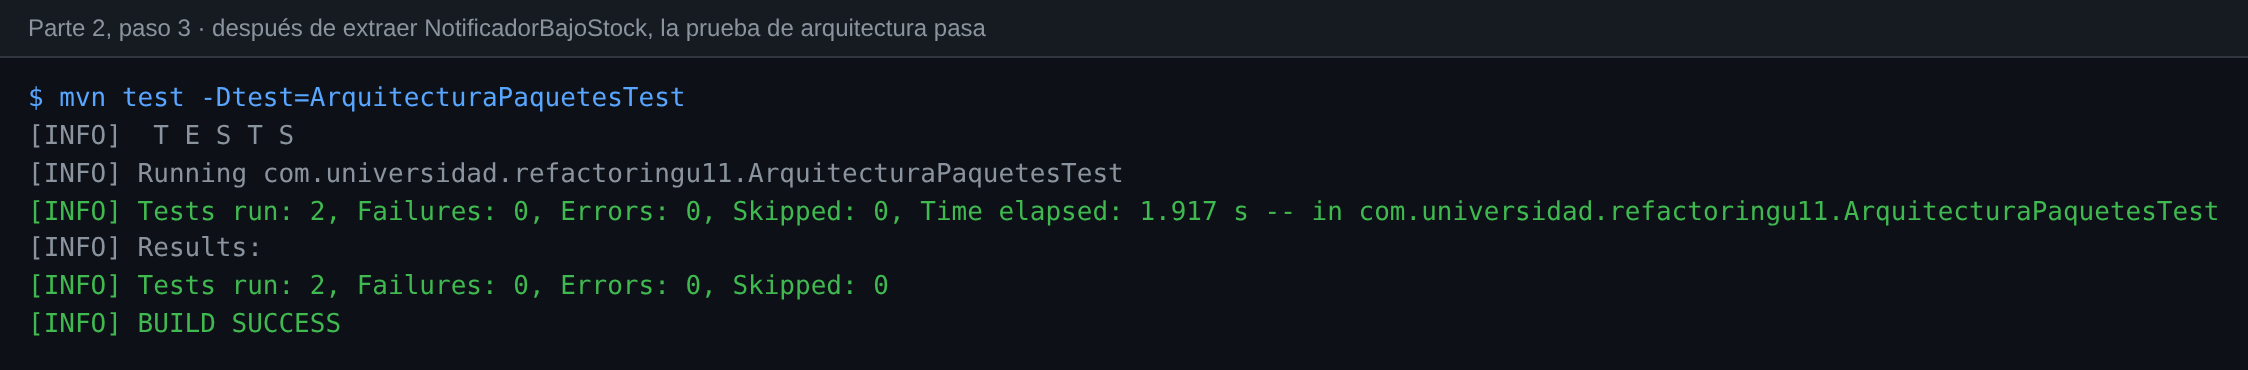 Parte 2, paso 3 · después de extraer NotificadorBajoStock, la prueba de arquitectura pasa
$ mvn test -Dtest=ArquitecturaPaquetesTest
[INFO]  T E S T S
[INFO] Running com.universidad.refactoringu11.ArquitecturaPaquetesTest
[INFO] Tests run: 2, Failures: 0, Errors: 0, Skipped: 0, Time elapsed: 1.917 s -- in com.universidad.refactoringu11.ArquitecturaPaquetesTest
[INFO] Results:
[INFO] Tests run: 2, Failures: 0, Errors: 0, Skipped: 0
[INFO] BUILD SUCCESS